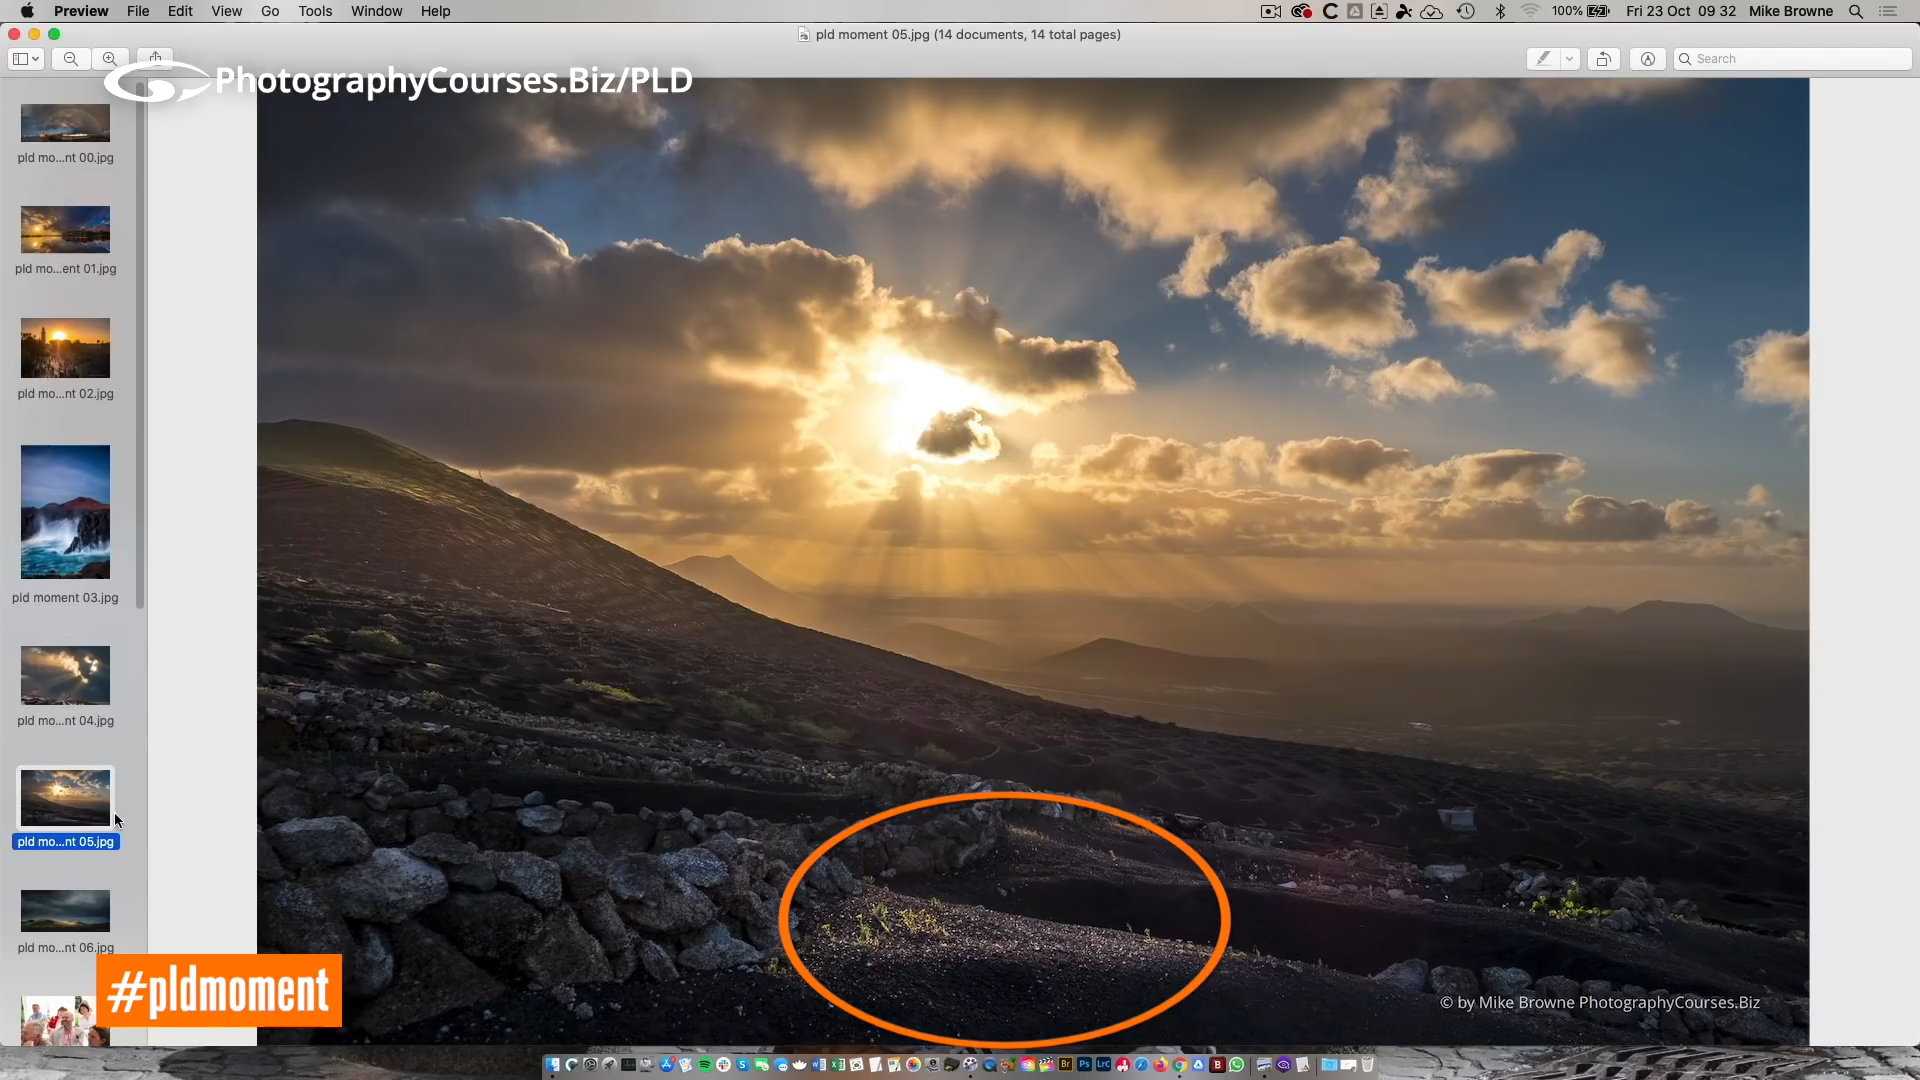 Preview File Edit View Go Tools Window Help
100% Fri 23 Oct 09 32 Mike Browne
pld moment 05.jpg (14 documents, 14 total pages)
Search
PhotographyCourses.Biz/PLD
pld mo...nt 00.jpg
pld mo...ent 01.jpg
pld mo...nt 02.jpg
pld moment 03.jpg
pld mo...nt 04.jpg
pld mo...nt 05.jpg
pld mo...nt 06.jpg
#pldmoment
© by Mike Browne PhotographyCourses.Biz